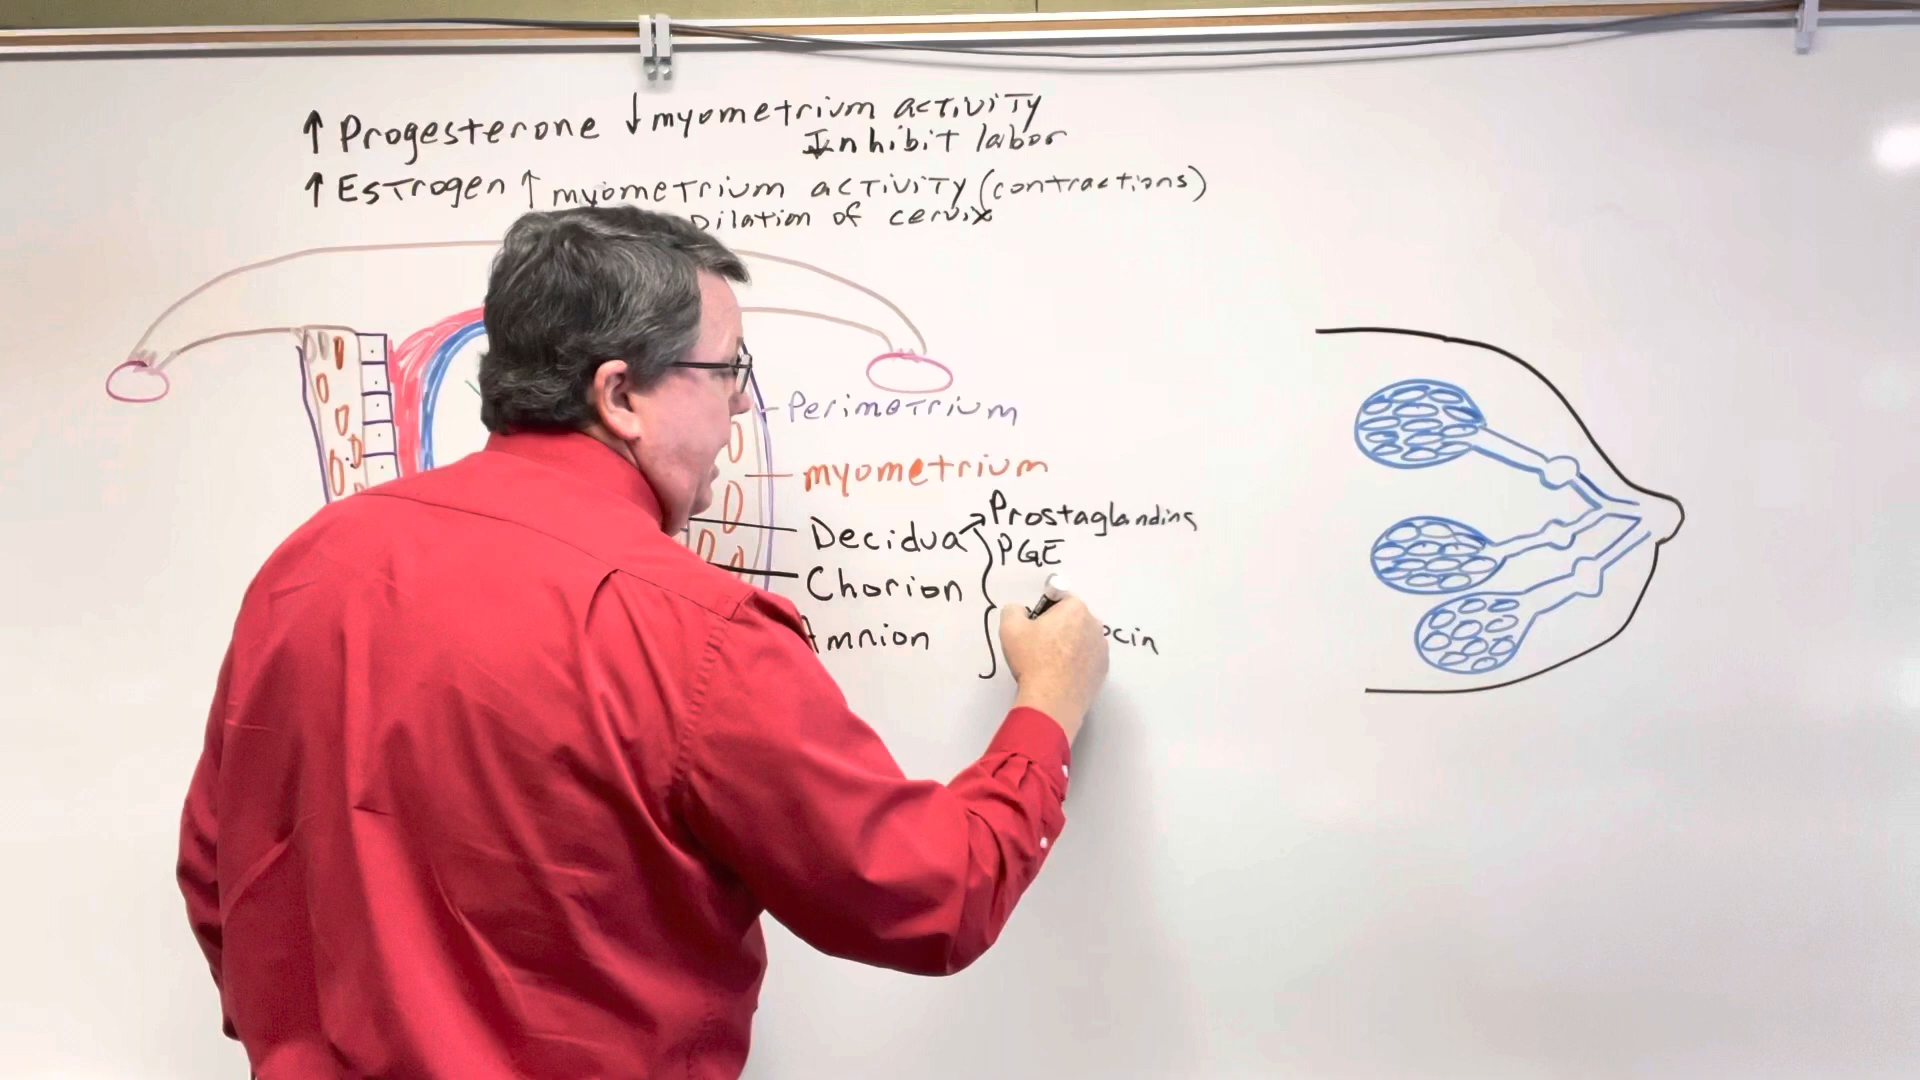 ↑ Progesterone ↓ myometrium activity
Inhibit labor
↑ Estrogen ↑ myometrium activity (contractions)
Dilation of cervix
Perimetrium
myometrium
Decidua
Prostaglandins
PGE
Chorion
Amnion